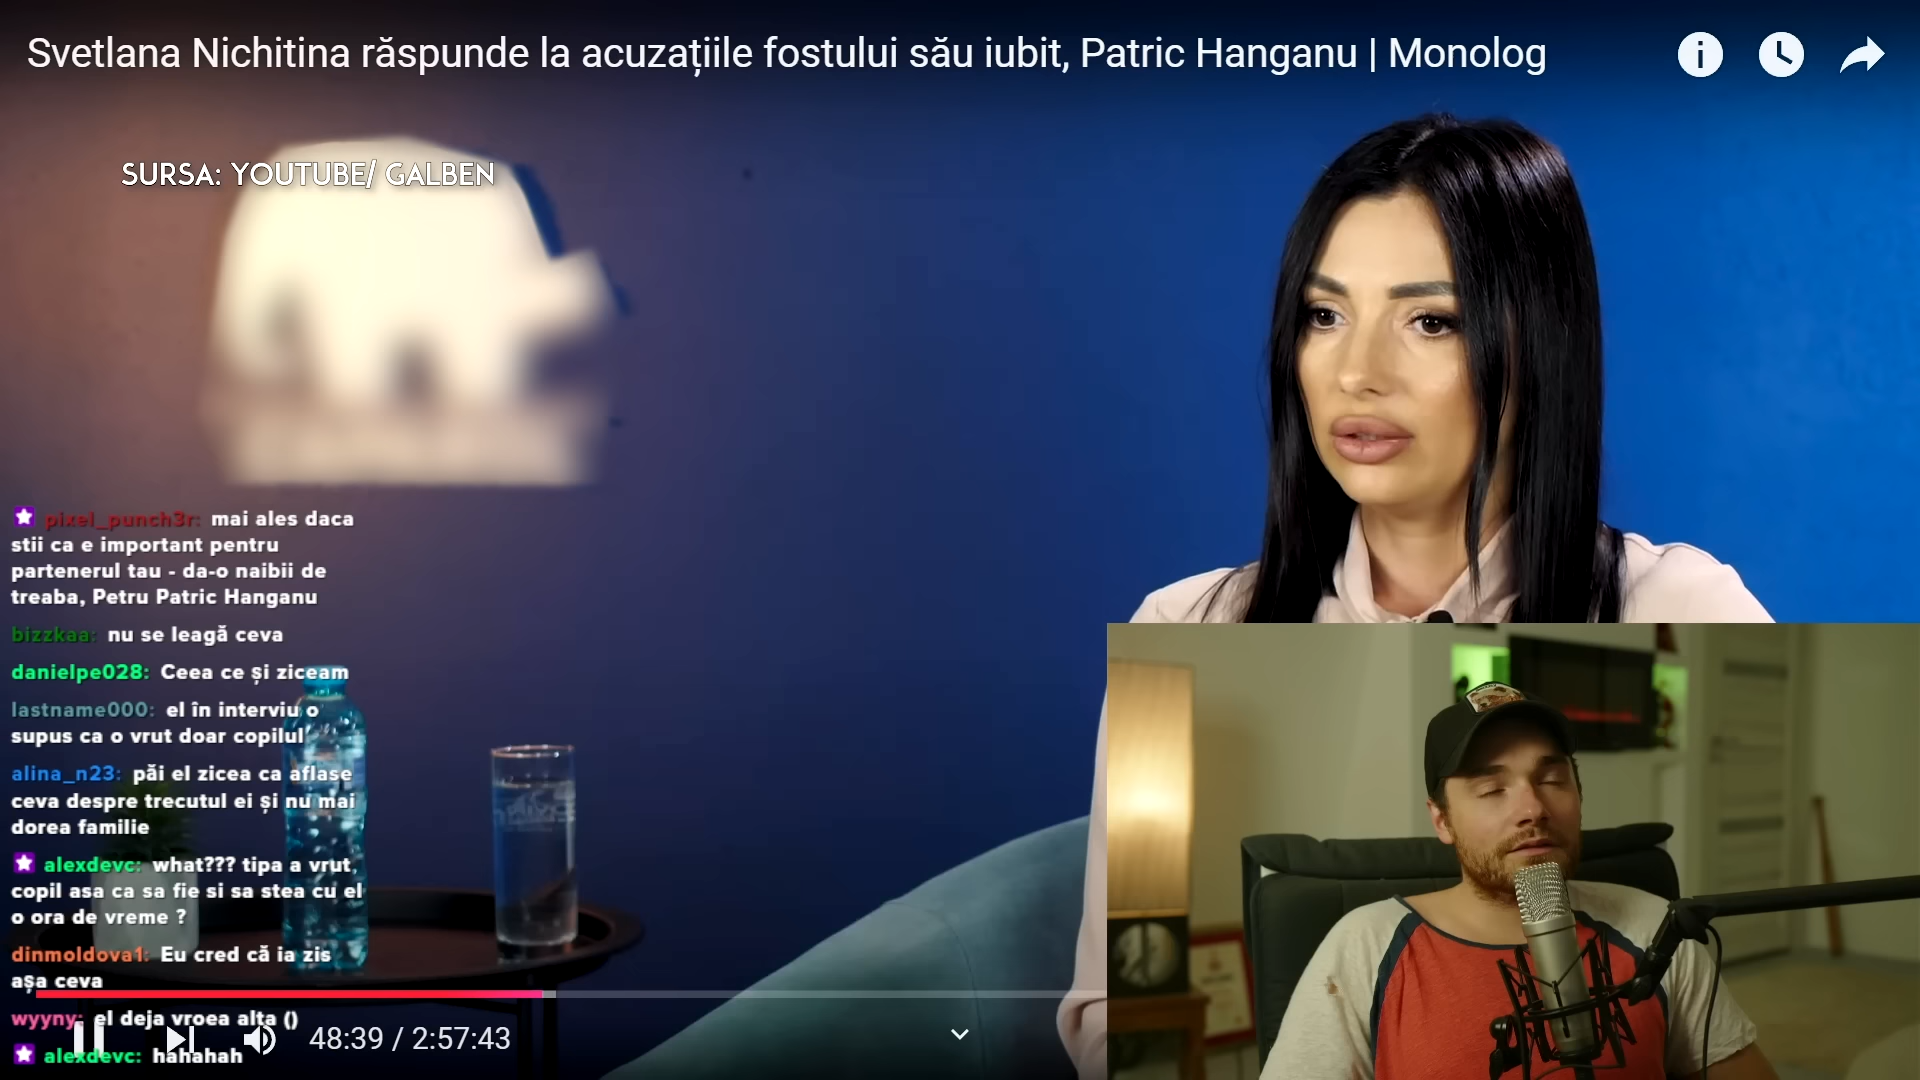 Svetlana Nichitina răspunde la acuzațiile fostului său iubit, Patric Hanganu | Monolog
SURSA: YOUTUBE/ GALBEN
pixel_punch3r: mai ales daca
stii ca e important pentru
partenerul tau - da-o naibii de
treaba, Petru Patric Hanganu
bizzkaa: nu se leagă ceva
danielpe028: Ceea ce și ziceam
lastname000: el în interviu o
supus ca o vrut doar copilul
alina_n23: păi el zicea ca aflase
ceva despre trecutul ei și nu mai
dorea familie
alexdevc: what??? tipa a vrut
copil asa ca sa fie si sa stea cu el
o ora de vreme ?
dinmoldova1: Eu cred că ia zis
așa ceva
wyyny: el deja vroea alta ()
48:39 / 2:57:43
alexdevc: hahahah